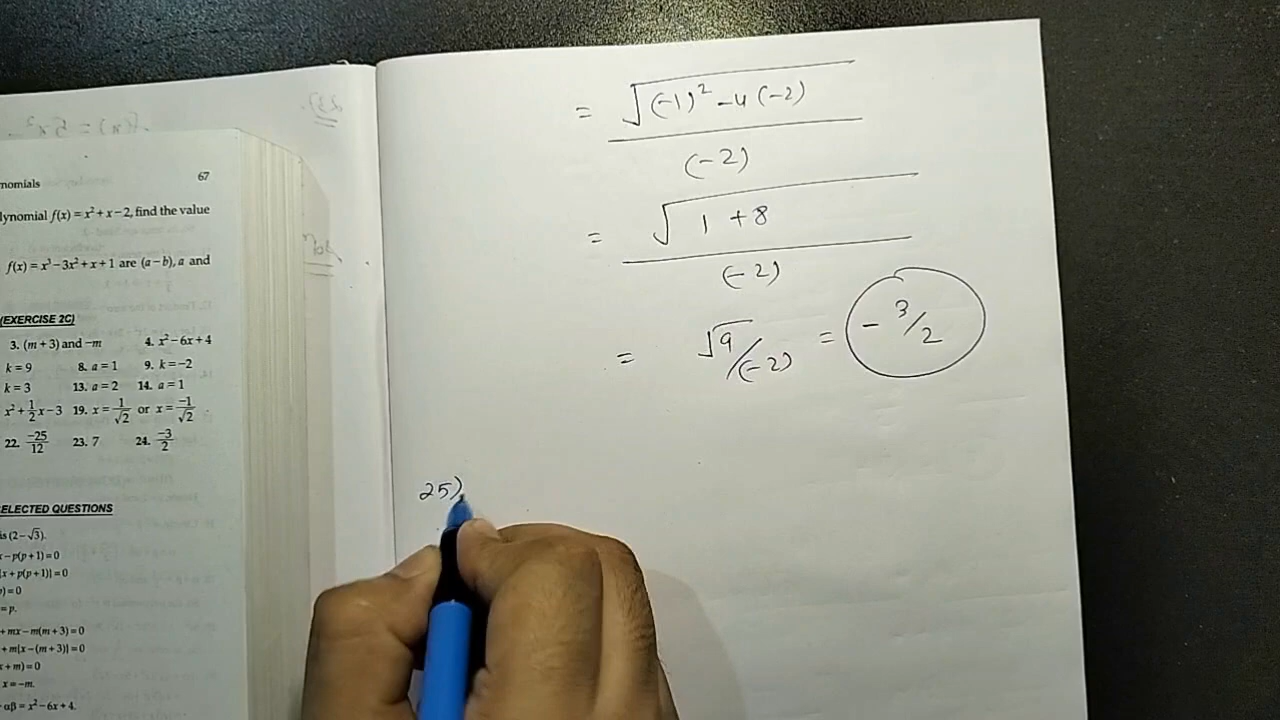 nomials 67
lynomial f(x) = x² + x − 2, find the value
f(x) = x³ − 3x² + x + 1 are (a − b), a and
(EXERCISE 2C)
3. (m + 3) and −m 4. x² − 6x + 4
k = 9 8. a = 1 9. k = −2
k = 3 13. a = 2 14. a = 1
x² + 1/2 x − 3 19. x = 1/√2 or x = −1/√2
22. −25/12 23. 7 24. −3/2
ELECTED QUESTIONS
is (2 − √3).
x − p(p + 1) = 0
{x + p(p + 1)} = 0
) = 0
= p.
+ mx − m(m + 3) = 0
+ m{x − (m + 3)} = 0
x + m) = 0
x = −m.
αβ = x² − 6x + 4.
= √(-1)² - 4(-2)
(-2)
= √1 + 8
(-2)
= √9/(-2) = - 3/2
25)